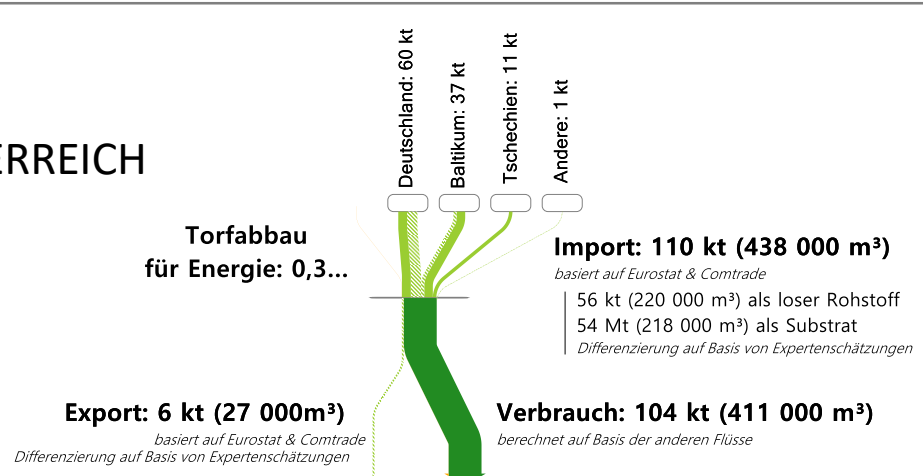 ERREICH
Deutschland: 60 kt
Baltikum: 37 kt
Tschechien: 11 kt
Andere: 1 kt
Torfabbau
für Energie: 0,3...
Import: 110 kt (438 000 m³)
basiert auf Eurostat & Comtrade
56 kt (220 000 m³) als loser Rohstoff
54 Mt (218 000 m³) als Substrat
Differenzierung auf Basis von Expertenschätzungen
Export: 6 kt (27 000m³)
basiert auf Eurostat & Comtrade
Differenzierung auf Basis von Expertenschätzungen
Verbrauch: 104 kt (411 000 m³)
berechnet auf Basis der anderen Flüsse